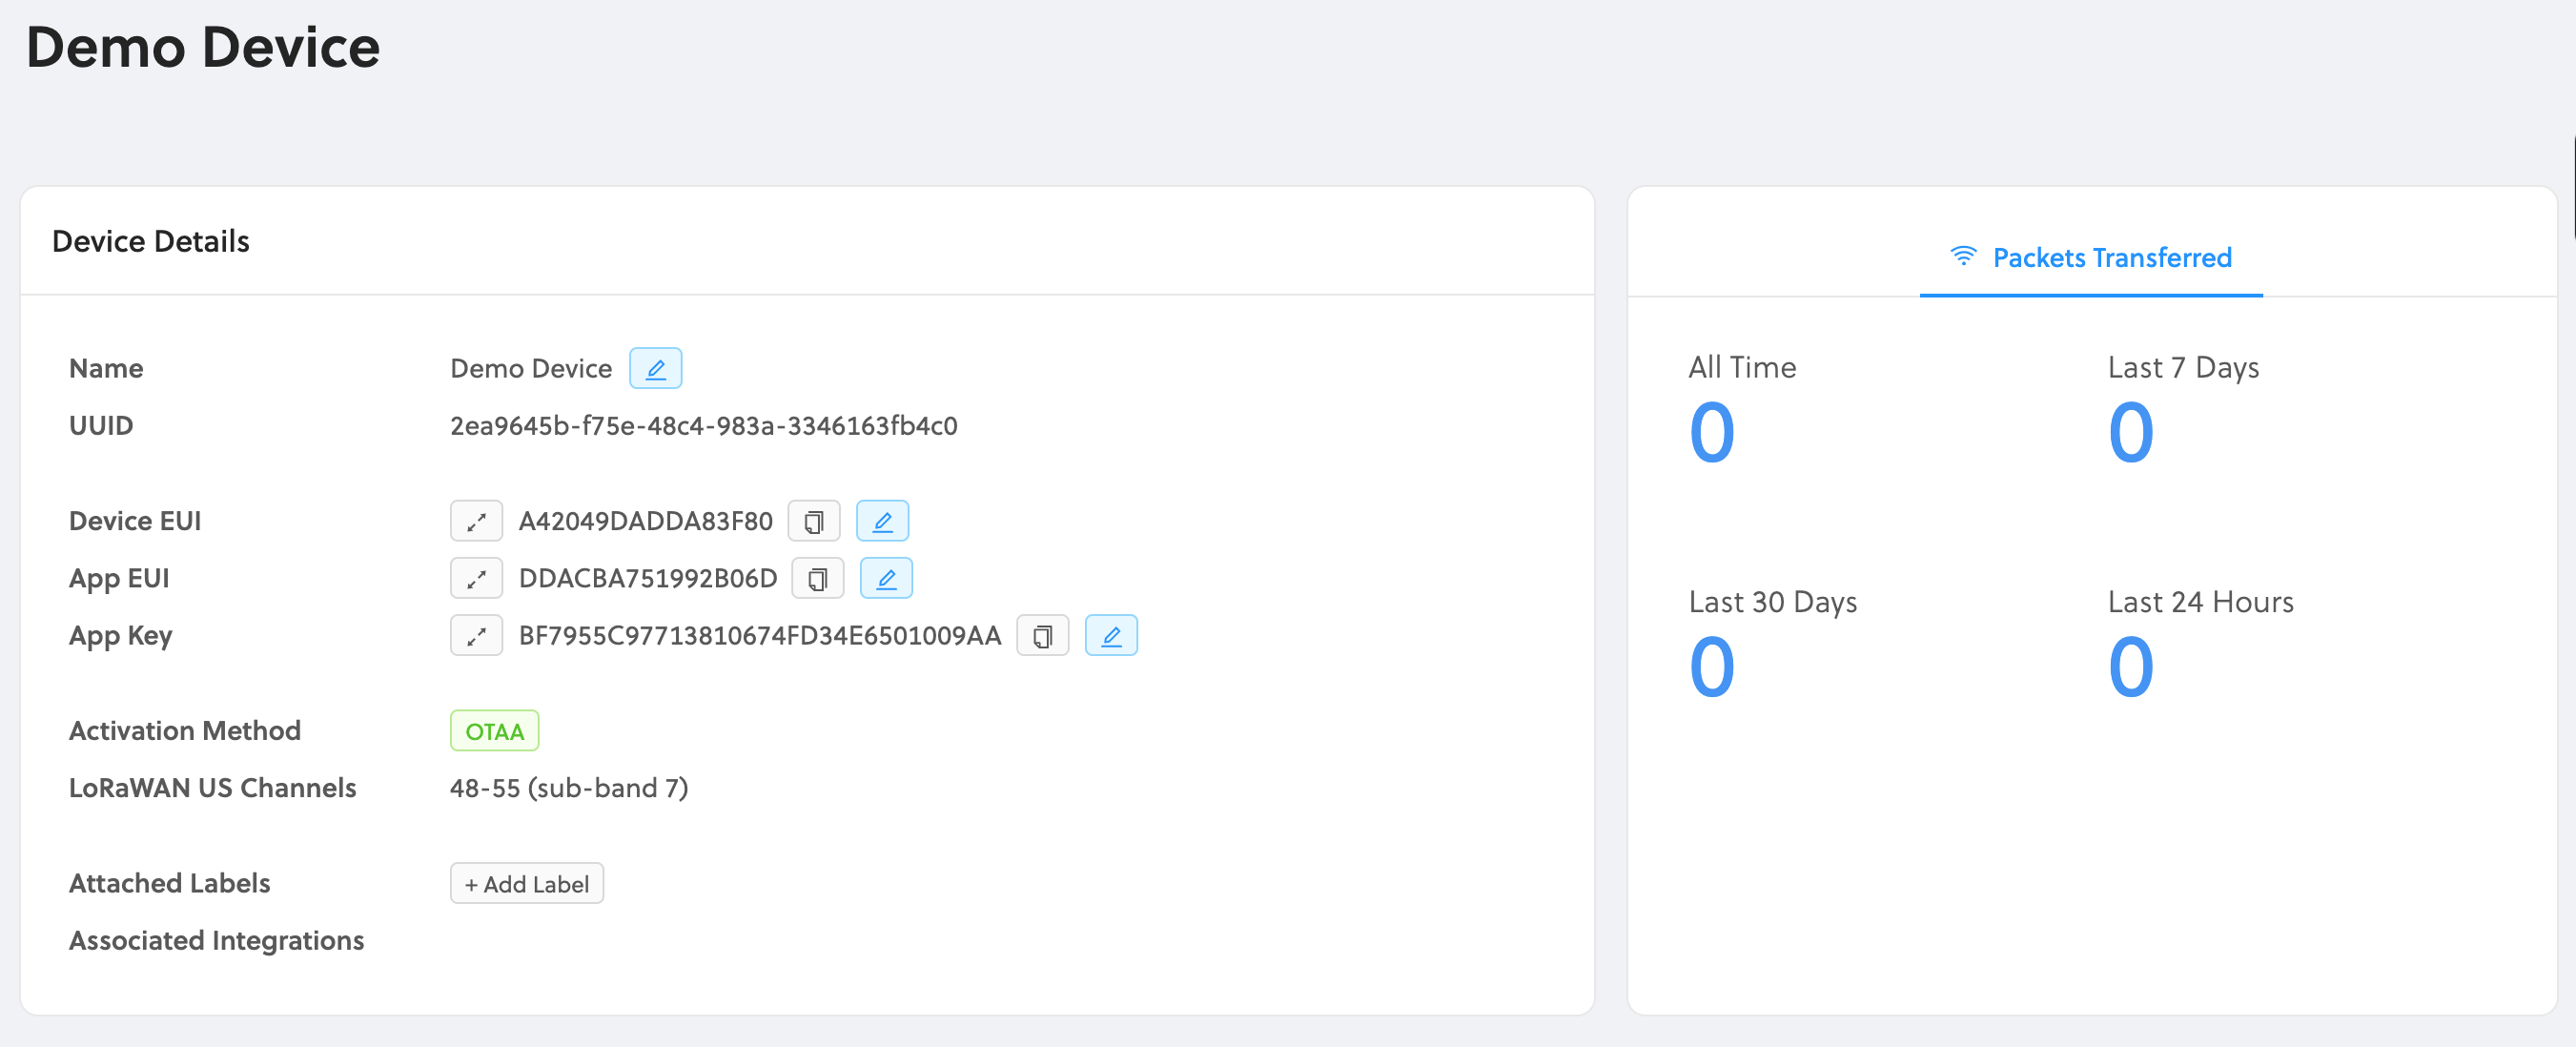 Demo Device
Device Details
Name Demo Device
UUID 2ea9645b-f75e-48c4-983a-3346163fb4c0
Device EUI A42049DADDA83F80
App EUI DDACBA751992B06D
App Key BF7955C97713810674FD34E6501009AA
Activation Method OTAA
LoRaWAN US Channels 48-55 (sub-band 7)
Attached Labels + Add Label
Associated Integrations
Packets Transferred
All Time Last 7 Days
0 0
Last 30 Days Last 24 Hours
0 0